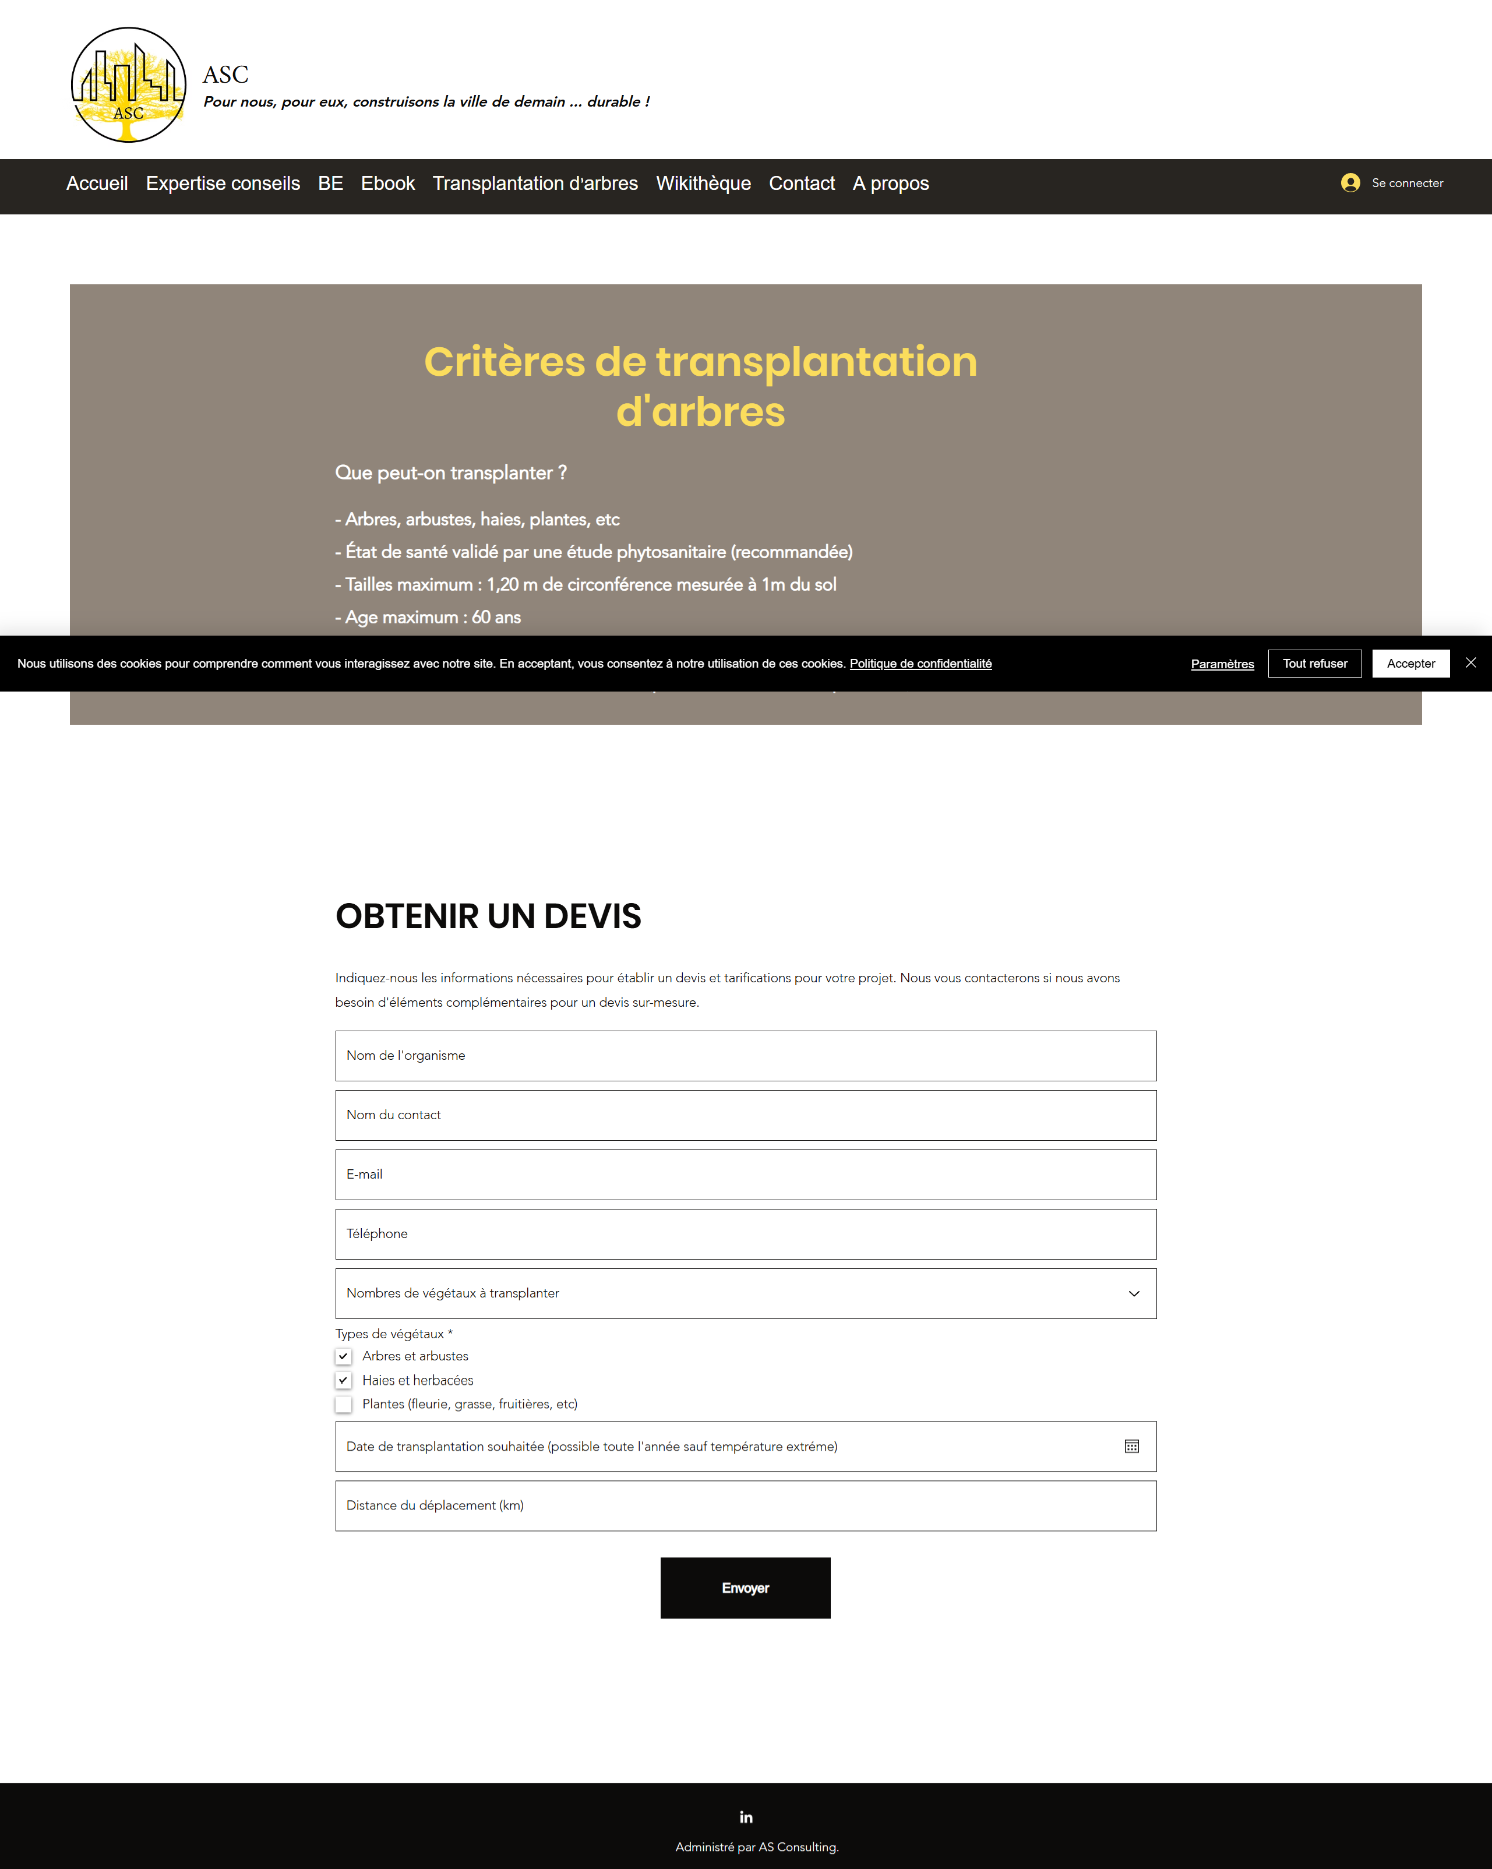 ASC
ASC
Pour nous, pour eux, construisons la ville de demain ... durable !
Accueil Expertise conseils BE Ebook Transplantation d'arbres Wikithèque Contact A propos Se connecter
Critères de transplantation
d'arbres
Que peut-on transplanter ?
- Arbres, arbustes, haies, plantes, etc
- État de santé validé par une étude phytosanitaire (recommandée)
- Tailles maximum : 1,20 m de circonférence mesurée à 1m du sol
- Age maximum : 60 ans
Nous utilisons des cookies pour comprendre comment vous interagissez avec notre site. En acceptant, vous consentez à notre utilisation de ces cookies. Politique de confidentialité Paramètres Tout refuser Accepter
OBTENIR UN DEVIS
Indiquez-nous les informations nécessaires pour établir un devis et tarifications pour votre projet. Nous vous contacterons si nous avons
besoin d'éléments complémentaires pour un devis sur-mesure.
Nom de l'organisme
Nom du contact
E-mail
Téléphone
Nombres de végétaux à transplanter
Types de végétaux *
Arbres et arbustes
Haies et herbacées
Plantes (fleurie, grasse, fruitières, etc)
Date de transplantation souhaitée (possible toute l'année sauf température extréme)
Distance du déplacement (km)
Envoyer
in
Administré par AS Consulting.